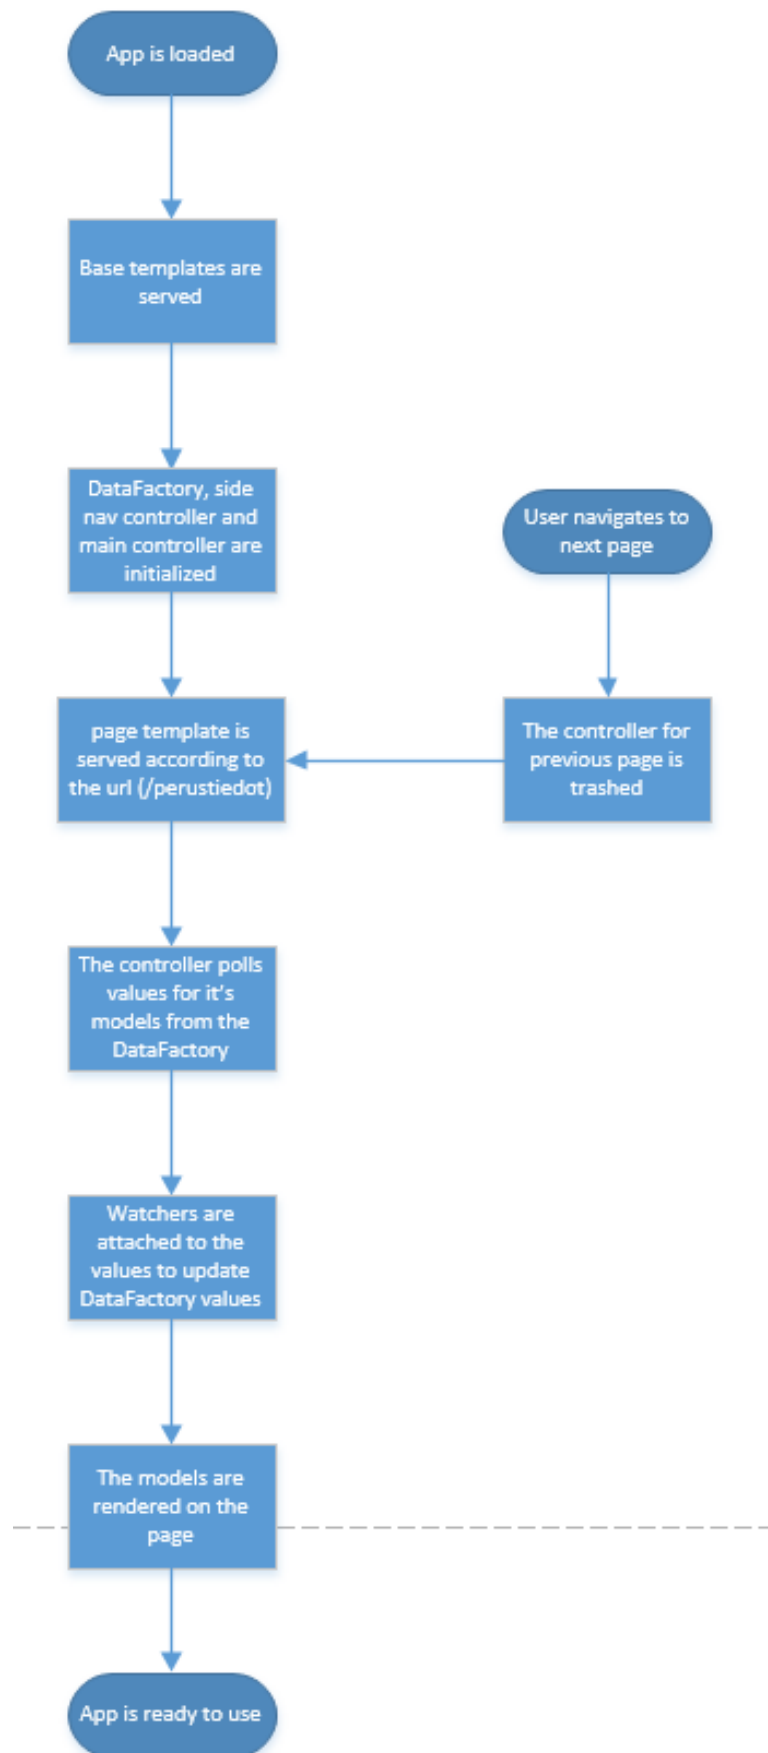 App is loaded
Base templates are
served
DataFactory, side
nav controller and
main controller are
initialized
User navigates to
next page
page template is
served according to
the url (/perustiedot)
The controller for
previous page is
trashed
The controller polls
values for it's
models from the
DataFactory
Watchers are
attached to the
values to update
DataFactory values
The models are
rendered on the
page
App is ready to use